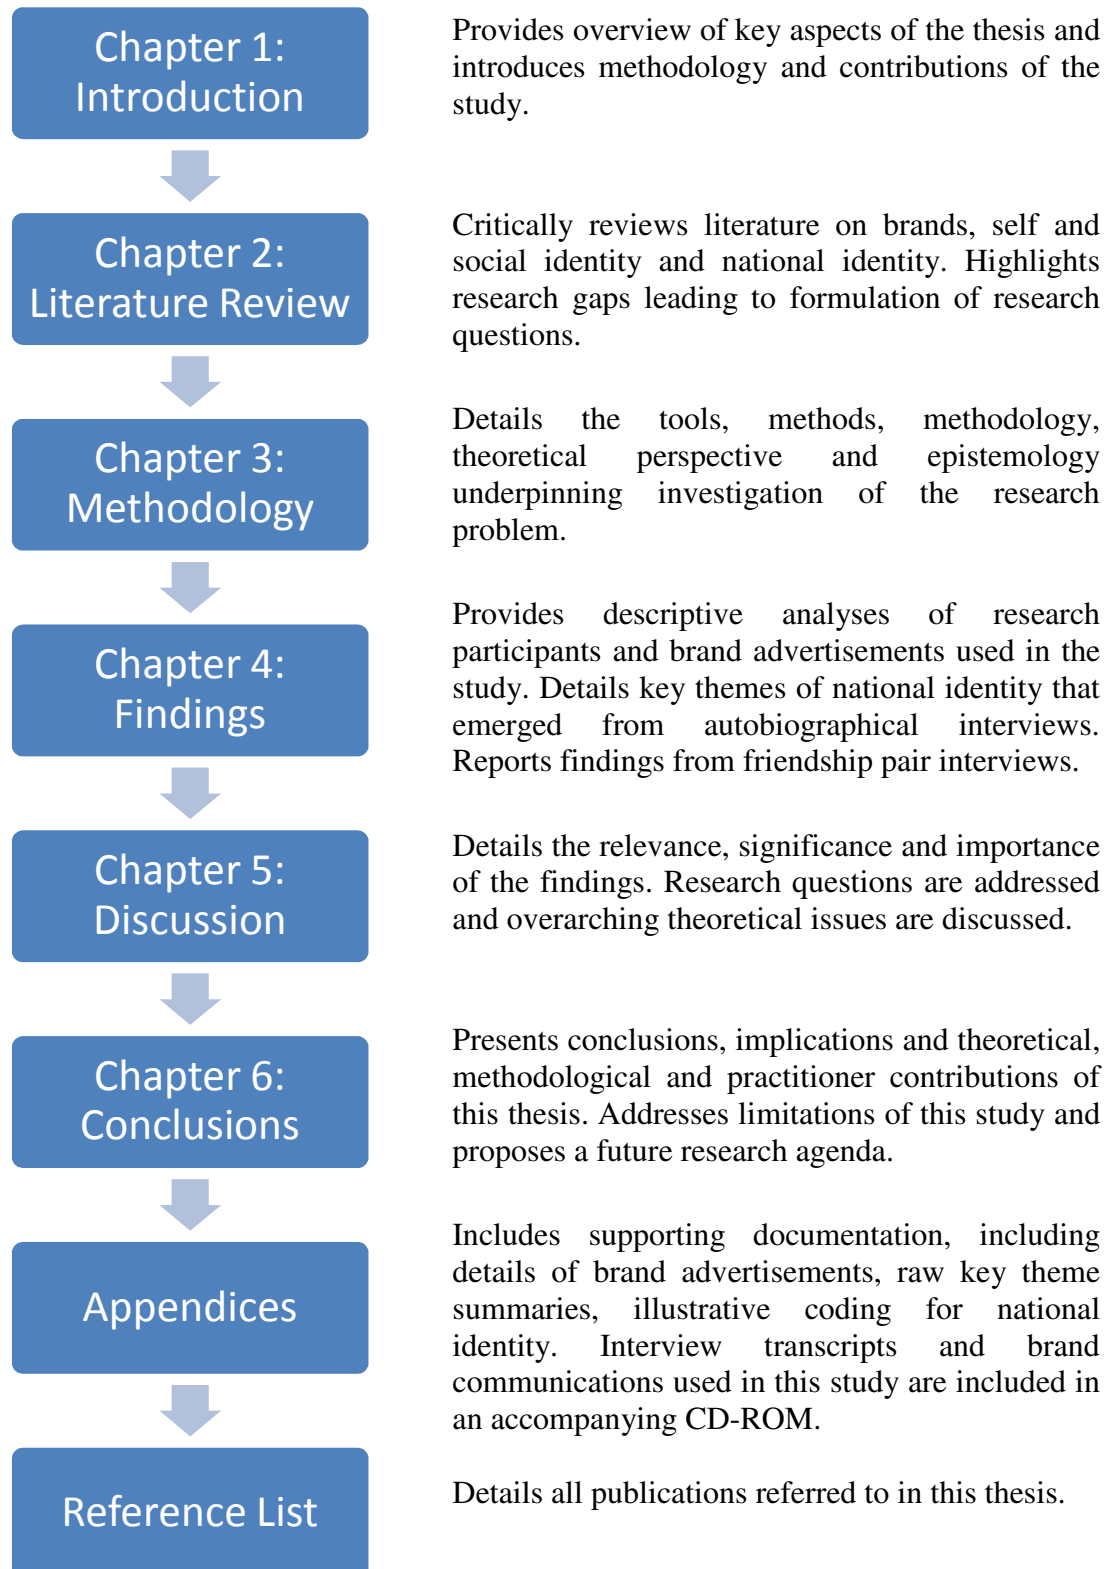 Chapter 1:
Introduction
Provides overview of key aspects of the thesis and
introduces methodology and contributions of the
study.
Chapter 2:
Literature Review
Critically reviews literature on brands, self and
social identity and national identity. Highlights
research gaps leading to formulation of research
questions.
Chapter 3:
Methodology
Details the tools, methods, methodology,
theoretical perspective and epistemology
underpinning investigation of the research
problem.
Chapter 4:
Findings
Provides descriptive analyses of research
participants and brand advertisements used in the
study. Details key themes of national identity that
emerged from autobiographical interviews.
Reports findings from friendship pair interviews.
Chapter 5:
Discussion
Details the relevance, significance and importance
of the findings. Research questions are addressed
and overarching theoretical issues are discussed.
Chapter 6:
Conclusions
Presents conclusions, implications and theoretical,
methodological and practitioner contributions of
this thesis. Addresses limitations of this study and
proposes a future research agenda.
Appendices
Includes supporting documentation, including
details of brand advertisements, raw key theme
summaries, illustrative coding for national
identity. Interview transcripts and brand
communications used in this study are included in
an accompanying CD-ROM.
Reference List
Details all publications referred to in this thesis.